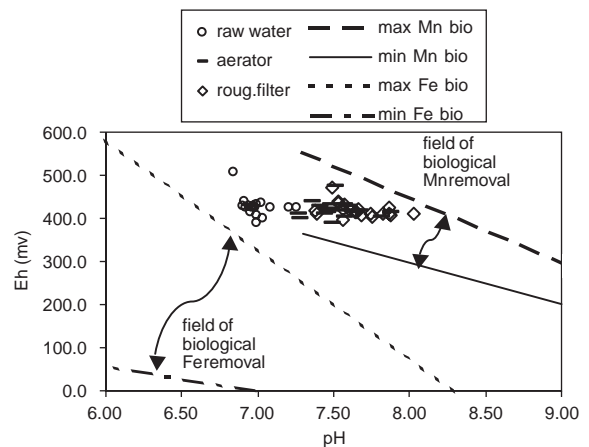 raw water
aerator
roug.filter
max Mn bio
min Mn bio
max Fe bio
min Fe bio
Eh (mv)
600.0
500.0
400.0
300.0
200.0
100.0
0.0
field of
biological
Mnremoval
field of
biological
Feremoval
6.00 6.50 7.00 7.50 8.00 8.50 9.00
pH